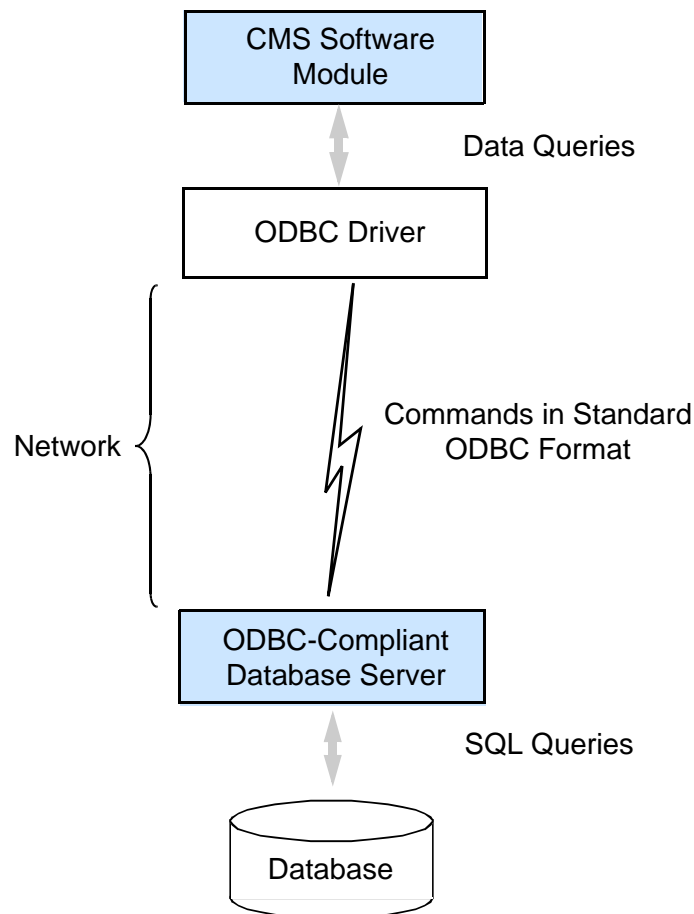 CMS Software
Module
Data Queries
ODBC Driver
Commands in Standard
ODBC Format
Network
ODBC-Compliant
Database Server
SQL Queries
Database